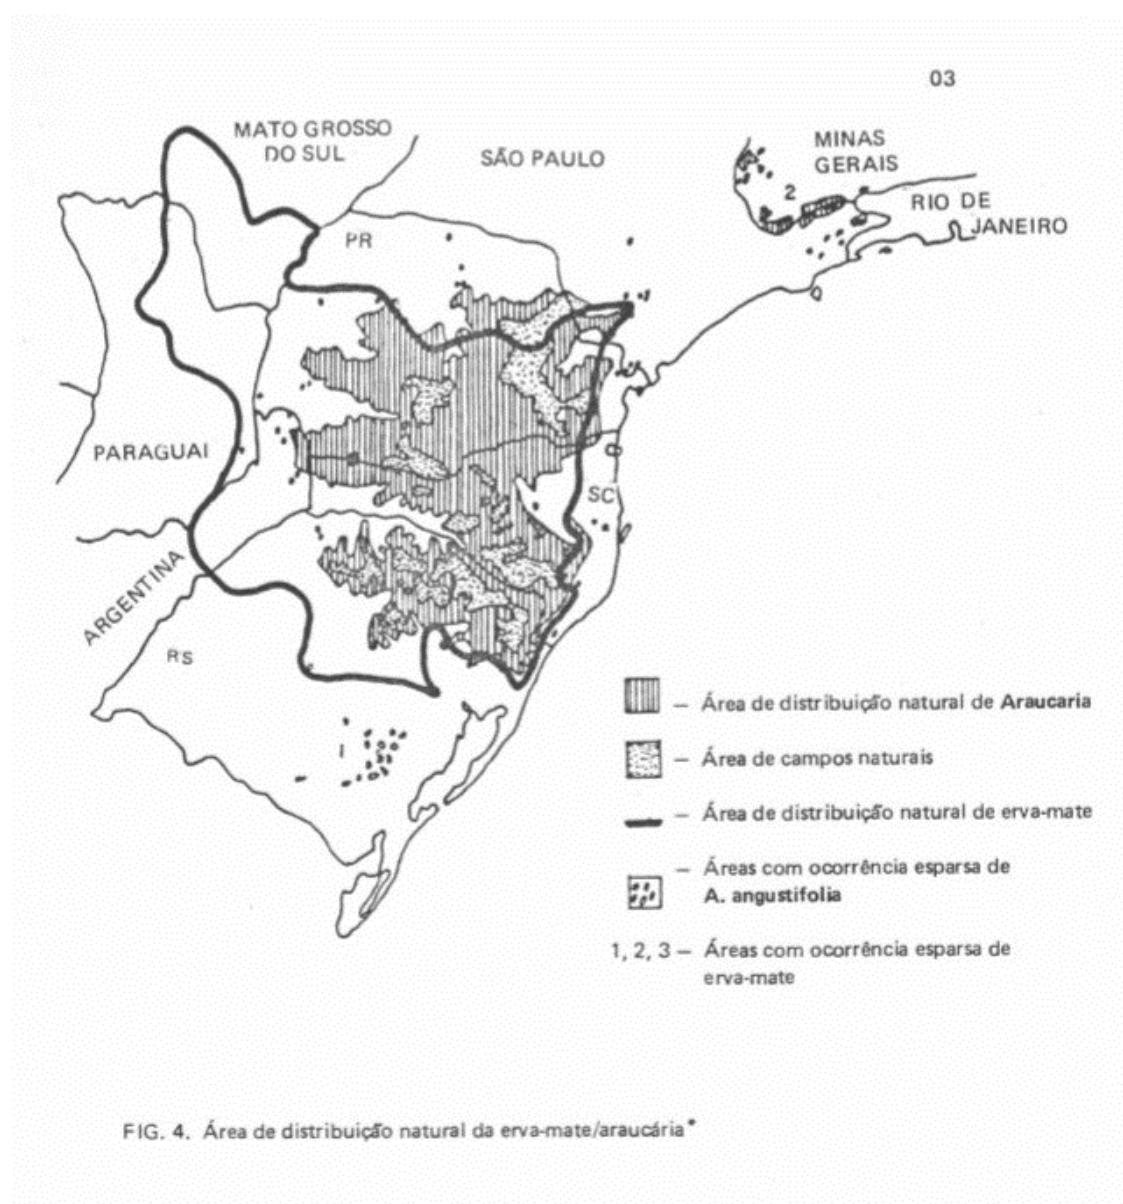 03
MATO GROSSO
DO SUL
SÃO PAULO
MINAS
GERAIS
2
RIO DE
JANEIRO
PR
PARAGUAI
SC
ARGENTINA
RS
1
— Área de distribuição natural de Araucaria
— Área de campos naturais
— Área de distribuição natural de erva-mate
— Áreas com ocorrência esparsa de
A. angustifolia
1, 2, 3 — Áreas com ocorrência esparsa de
erva-mate
FIG. 4. Área de distribuição natural da erva-mate/araucária*